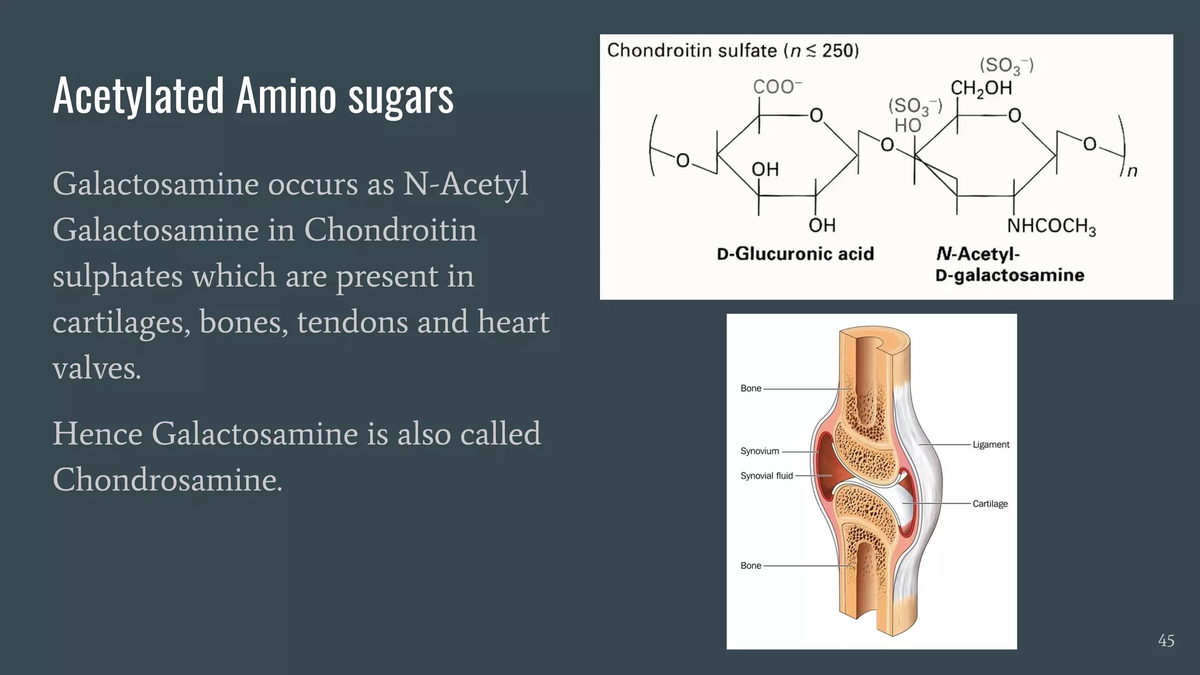 Acetylated Amino sugars
Galactosamine occurs as N-Acetyl
Galactosamine in Chondroitin
sulphates which are present in
cartilages, bones, tendons and heart
valves.
Hence Galactosamine is also called
Chondrosamine.
Chondroitin sulfate (n ≤ 250)
COO⁻
O
OH
OH
O
D-Glucuronic acid
O
(SO₃⁻)
HO
(SO₃⁻)
CH₂OH
O
NHCOCH₃
O
n
N-Acetyl-
D-galactosamine
Bone
Synovium
Synovial fluid
Bone
Ligament
Cartilage
45